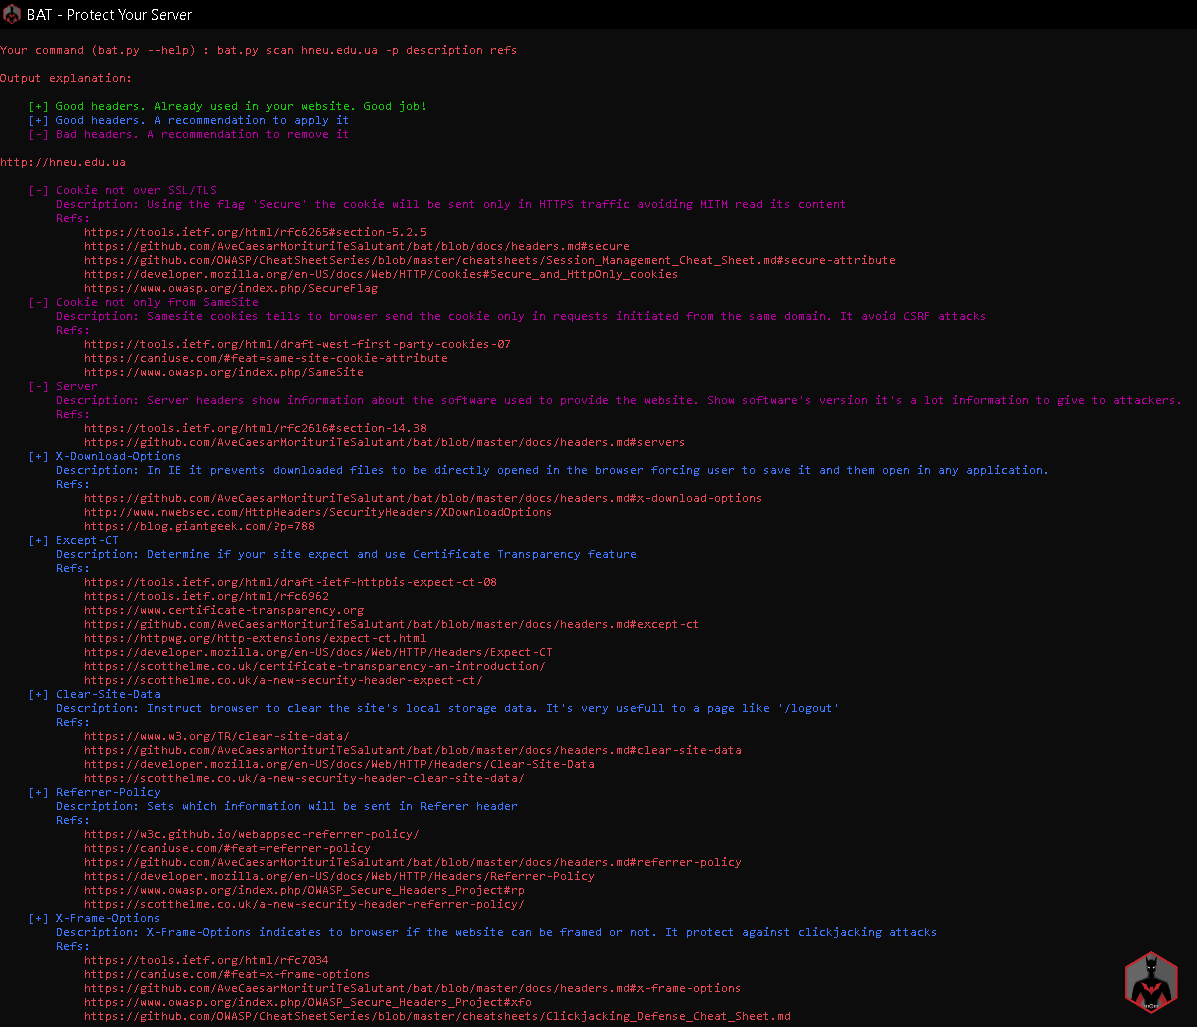 BAT - Protect Your Server
Your command (bat.py --help) : bat.py scan hneu.edu.ua -p description refs
Output explanation:
[+] Good headers. Already used in your website. Good job!
[+] Good headers. A recommendation to apply it
[-] Bad headers. A recommendation to remove it
http://hneu.edu.ua
[-] Cookie not over SSL/TLS
Description: Using the flag 'Secure' the cookie will be sent only in HTTPS traffic avoiding MITM read its content
Refs:
https://tools.ietf.org/html/rfc6265#section-5.2.5
https://github.com/AveCaesarMorituriTeSalutant/bat/blob/docs/headers.md#secure
https://github.com/OWASP/CheatSheetSeries/blob/master/cheatsheets/Session_Management_Cheat_Sheet.md#secure-attribute
https://developer.mozilla.org/en-US/docs/Web/HTTP/Cookies#Secure_and_HttpOnly_cookies
https://www.owasp.org/index.php/SecureFlag
[-] Cookie not only from SameSite
Description: Samesite cookies tells to browser send the cookie only in requests initiated from the same domain. It avoid CSRF attacks
Refs:
https://tools.ietf.org/html/draft-west-first-party-cookies-07
https://caniuse.com/#feat=same-site-cookie-attribute
https://www.owasp.org/index.php/SameSite
[-] Server
Description: Server headers show information about the software used to provide the website. Show software's version it's a lot information to give to attackers.
Refs:
https://tools.ietf.org/html/rfc2616#section-14.38
https://github.com/AveCaesarMorituriTeSalutant/bat/blob/master/docs/headers.md#servers
[+] X-Download-Options
Description: In IE it prevents downloaded files to be directly opened in the browser forcing user to save it and them open in any application.
Refs:
https://github.com/AveCaesarMorituriTeSalutant/bat/blob/master/docs/headers.md#x-download-options
http://www.nwebsec.com/HttpHeaders/SecurityHeaders/XDownloadOptions
https://blog.giantgeek.com/?p=788
[+] Except-CT
Description: Determine if your site expect and use Certificate Transparency feature
Refs:
https://tools.ietf.org/html/draft-ietf-httpbis-expect-ct-08
https://tools.ietf.org/html/rfc6962
https://www.certificate-transparency.org
https://github.com/AveCaesarMorituriTeSalutant/bat/blob/master/docs/headers.md#except-ct
https://httpwg.org/http-extensions/expect-ct.html
https://developer.mozilla.org/en-US/docs/Web/HTTP/Headers/Expect-CT
https://scotthelme.co.uk/certificate-transparency-an-introduction/
https://scotthelme.co.uk/a-new-security-header-expect-ct/
[+] Clear-Site-Data
Description: Instruct browser to clear the site's local storage data. It's very usefull to a page like '/logout'
Refs:
https://www.w3.org/TR/clear-site-data/
https://github.com/AveCaesarMorituriTeSalutant/bat/blob/master/docs/headers.md#clear-site-data
https://developer.mozilla.org/en-US/docs/Web/HTTP/Headers/Clear-Site-Data
https://scotthelme.co.uk/a-new-security-header-clear-site-data/
[+] Referrer-Policy
Description: Sets which information will be sent in Referer header
Refs:
https://w3c.github.io/webappsec-referrer-policy/
https://caniuse.com/#feat=referrer-policy
https://github.com/AveCaesarMorituriTeSalutant/bat/blob/master/docs/headers.md#referrer-policy
https://developer.mozilla.org/en-US/docs/Web/HTTP/Headers/Referrer-Policy
https://www.owasp.org/index.php/OWASP_Secure_Headers_Project#rp
https://scotthelme.co.uk/a-new-security-header-referrer-policy/
[+] X-Frame-Options
Description: X-Frame-Options indicates to browser if the website can be framed or not. It protect against clickjacking attacks
Refs:
https://tools.ietf.org/html/rfc7034
https://caniuse.com/#feat=x-frame-options
https://github.com/AveCaesarMorituriTeSalutant/bat/blob/master/docs/headers.md#x-frame-options
https://www.owasp.org/index.php/OWASP_Secure_Headers_Project#xfo
https://github.com/OWASP/CheatSheetSeries/blob/master/cheatsheets/Clickjacking_Defense_Cheat_Sheet.md